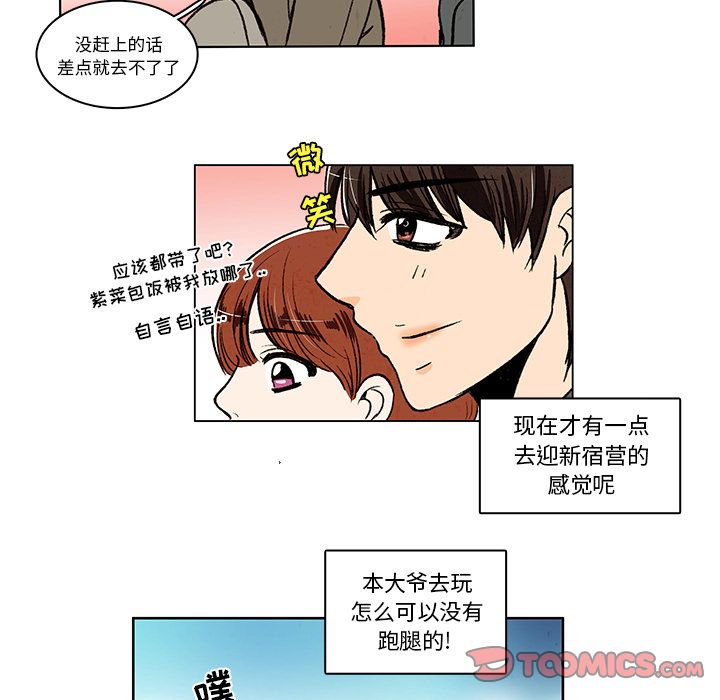 没赶上的话
差点就去不了了
微
笑
应该都带了吧?
紫菜包饭被我放哪了..
自言自语..
现在才有一点
去迎新宿营的
感觉呢
本大爷去玩
怎么可以没有
跑腿的!
噗
TOOMICS.COM